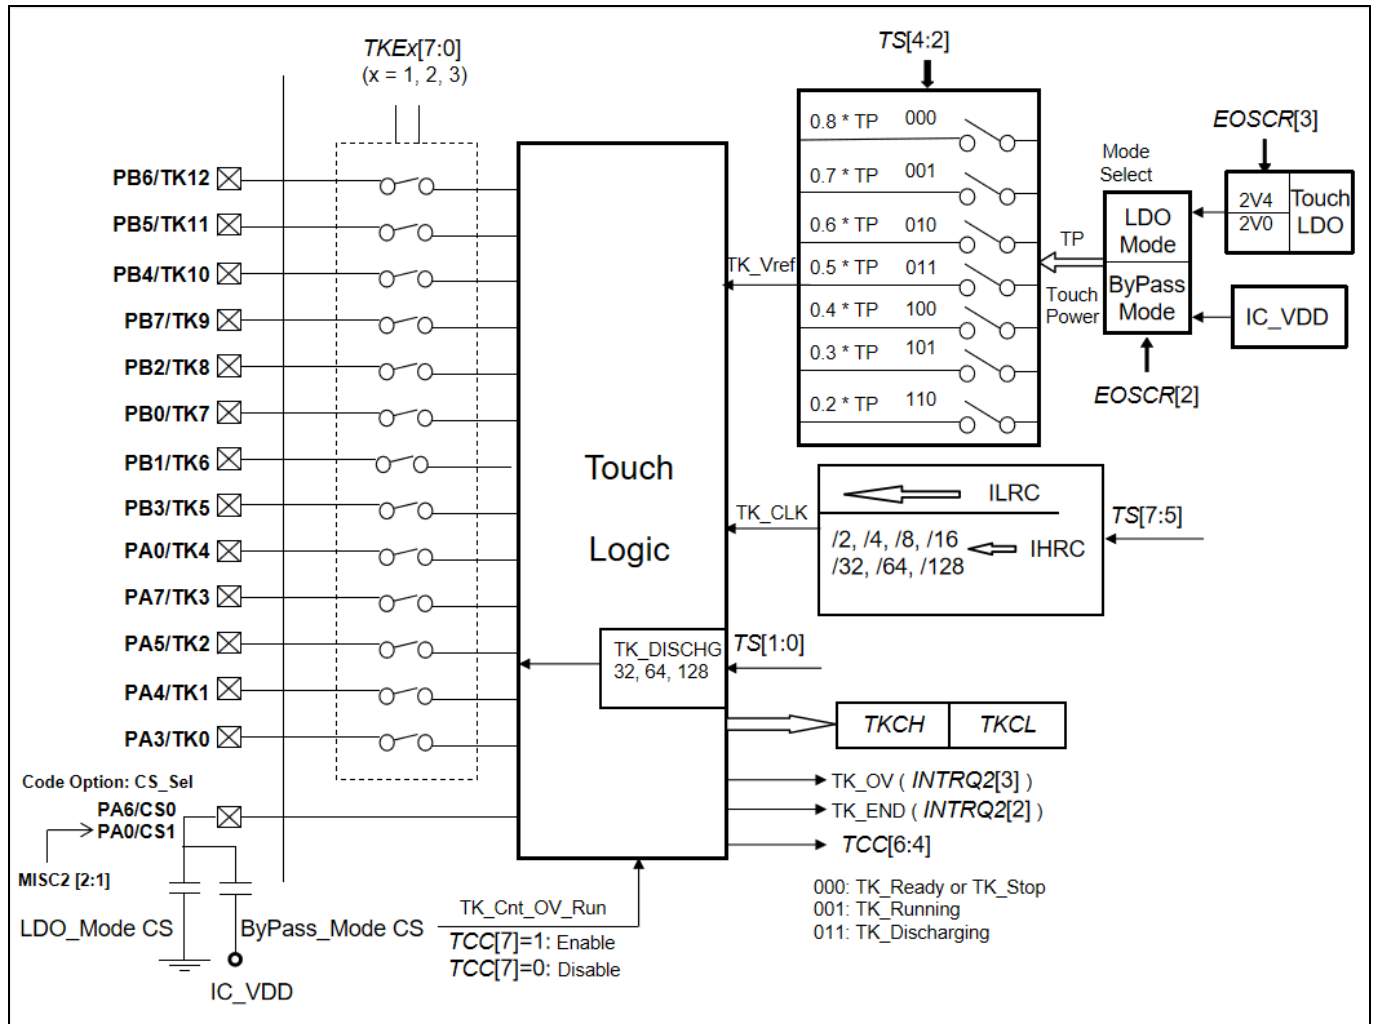 TKEx[7:0]
(x = 1, 2, 3)
TS[4:2]
PB6/TK12
PB5/TK11
PB4/TK10
PB7/TK9
PB2/TK8
PB0/TK7
PB1/TK6
PB3/TK5
PA0/TK4
PA7/TK3
PA5/TK2
PA4/TK1
PA3/TK0
Code Option: CS_Sel
PA6/CS0
PA0/CS1
MISC2 [2:1]
LDO_Mode CS
ByPass_Mode CS
IC_VDD
Touch
Logic
TK_DISCHG
32, 64, 128
TK_Cnt_OV_Run
TCC[7]=1: Enable
TCC[7]=0: Disable
TK_Vref
0.8 * TP 000
0.7 * TP 001
0.6 * TP 010
0.5 * TP 011
0.4 * TP 100
0.3 * TP 101
0.2 * TP 110
TP
Touch
Power
Mode
Select
LDO
Mode
ByPass
Mode
EOSCR[3]
2V4
2V0
Touch
LDO
IC_VDD
EOSCR[2]
TK_CLK
ILRC
/2, /4, /8, /16
/32, /64, /128
IHRC
TS[7:5]
TS[1:0]
TKCH
TKCL
TK_OV ( INTRQ2[3] )
TK_END ( INTRQ2[2] )
TCC[6:4]
000: TK_Ready or TK_Stop
001: TK_Running
011: TK_Discharging